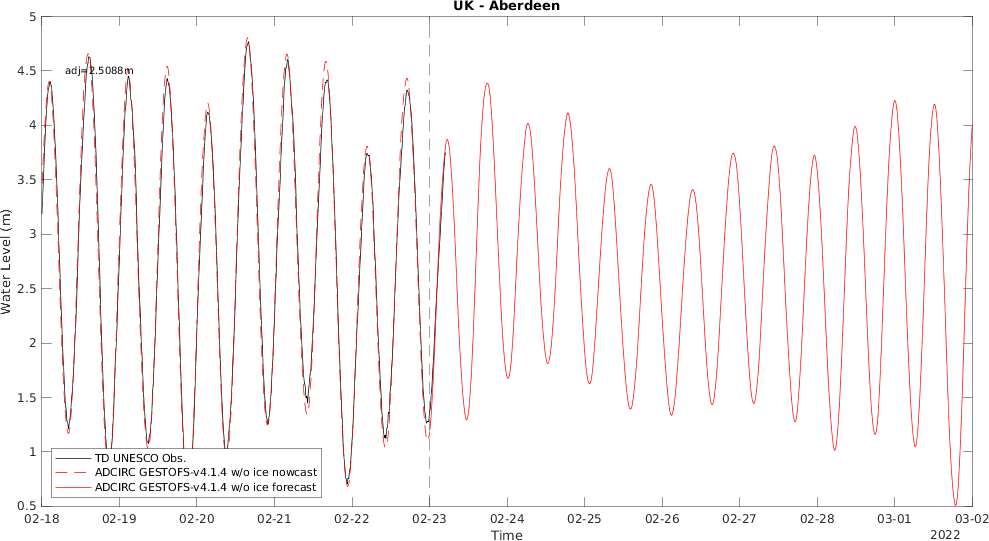 UK - Aberdeen
adj=2.5088m
Water Level (m)
5
4.5
4
3.5
3
2.5
2
1.5
1
0.5
TD UNESCO Obs.
ADCIRC GESTOFS-v4.1.4 w/o ice nowcast
ADCIRC GESTOFS-v4.1.4 w/o ice forecast
02-18 02-19 02-20 02-21 02-22 02-23 02-24 02-25 02-26 02-27 02-28 03-01 03-02
Time
2022